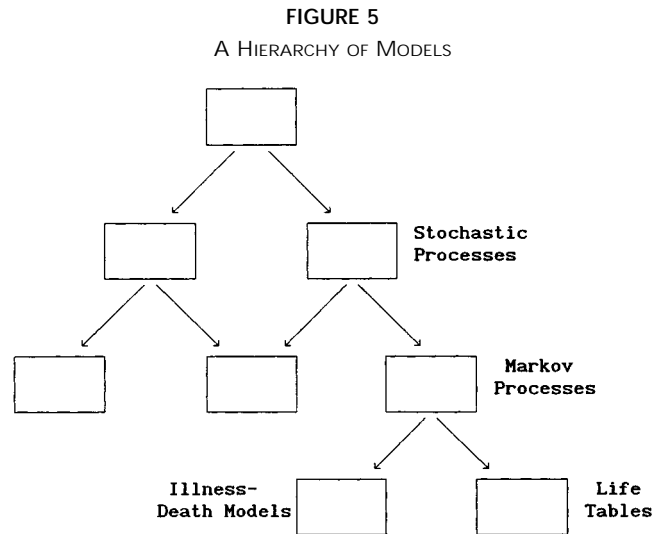 FIGURE 5
A HIERARCHY OF MODELS
Stochastic
Processes
Markov
Processes
Illness-
Death Models
Life
Tables